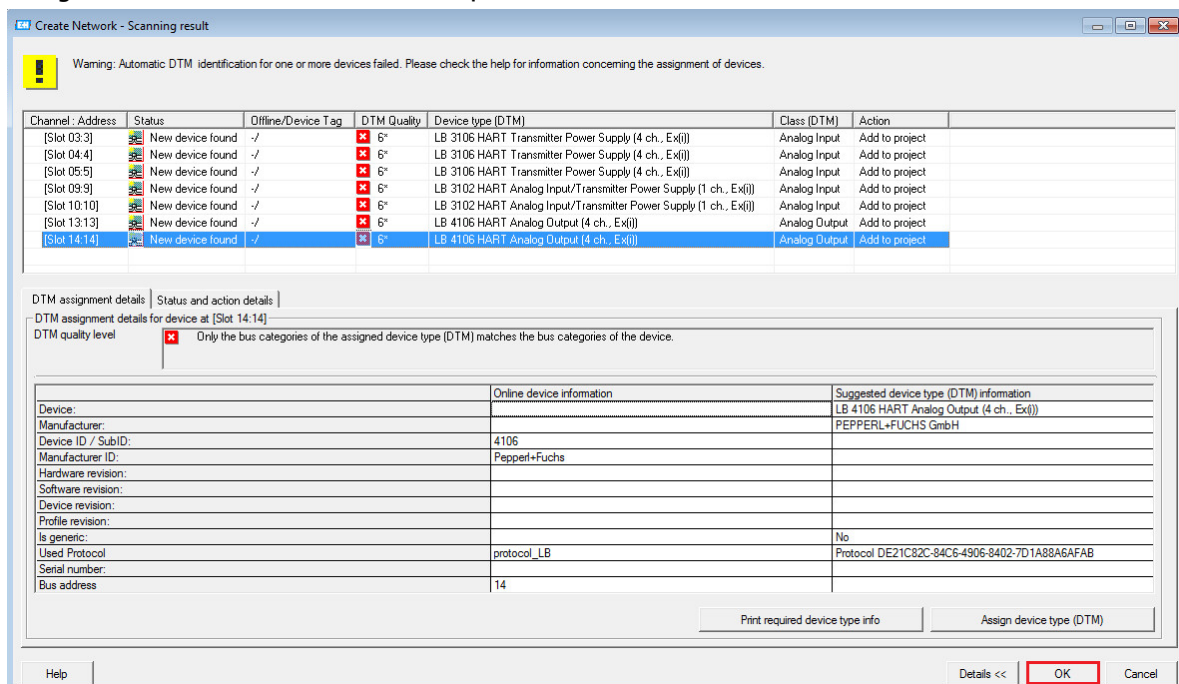 Create Network - Scanning result
Warning: Automatic DTM identification for one or more devices failed. Please check the help for information concerning the assignment of devices.
Channel : Address Status Offline/Device Tag DTM Quality Device type (DTM) Class (DTM) Action
[Slot 03:3] New device found -/ 6* LB 3106 HART Transmitter Power Supply (4 ch., Ex(i)) Analog Input Add to project
[Slot 04:4] New device found -/ 6* LB 3106 HART Transmitter Power Supply (4 ch., Ex(i)) Analog Input Add to project
[Slot 05:5] New device found -/ 6* LB 3106 HART Transmitter Power Supply (4 ch., Ex(i)) Analog Input Add to project
[Slot 09:9] New device found -/ 6* LB 3102 HART Analog Input/Transmitter Power Supply (1 ch., Ex(i)) Analog Input Add to project
[Slot 10:10] New device found -/ 6* LB 3102 HART Analog Input/Transmitter Power Supply (1 ch., Ex(i)) Analog Input Add to project
[Slot 13:13] New device found -/ 6* LB 4106 HART Analog Output (4 ch., Ex(i)) Analog Output Add to project
[Slot 14:14] New device found -/ 6* LB 4106 HART Analog Output (4 ch., Ex(i)) Analog Output Add to project
DTM assignment details Status and action details
DTM assignment details for device at [Slot 14:14]
DTM quality level Only the bus categories of the assigned device type (DTM) matches the bus categories of the device.
Online device information Suggested device type (DTM) information
Device: LB 4106 HART Analog Output (4 ch., Ex(i))
Manufacturer: PEPPERL+FUCHS GmbH
Device ID / SubID: 4106
Manufacturer ID: Pepperl+Fuchs
Hardware revision:
Software revision:
Device revision:
Profile revision:
Is generic: No
Used Protocol protocol_LB Protocol DE21C82C-84C6-4906-8402-7D1A88A6AFAB
Serial number:
Bus address 14
Print required device type info Assign device type (DTM)
Help Details << OK Cancel